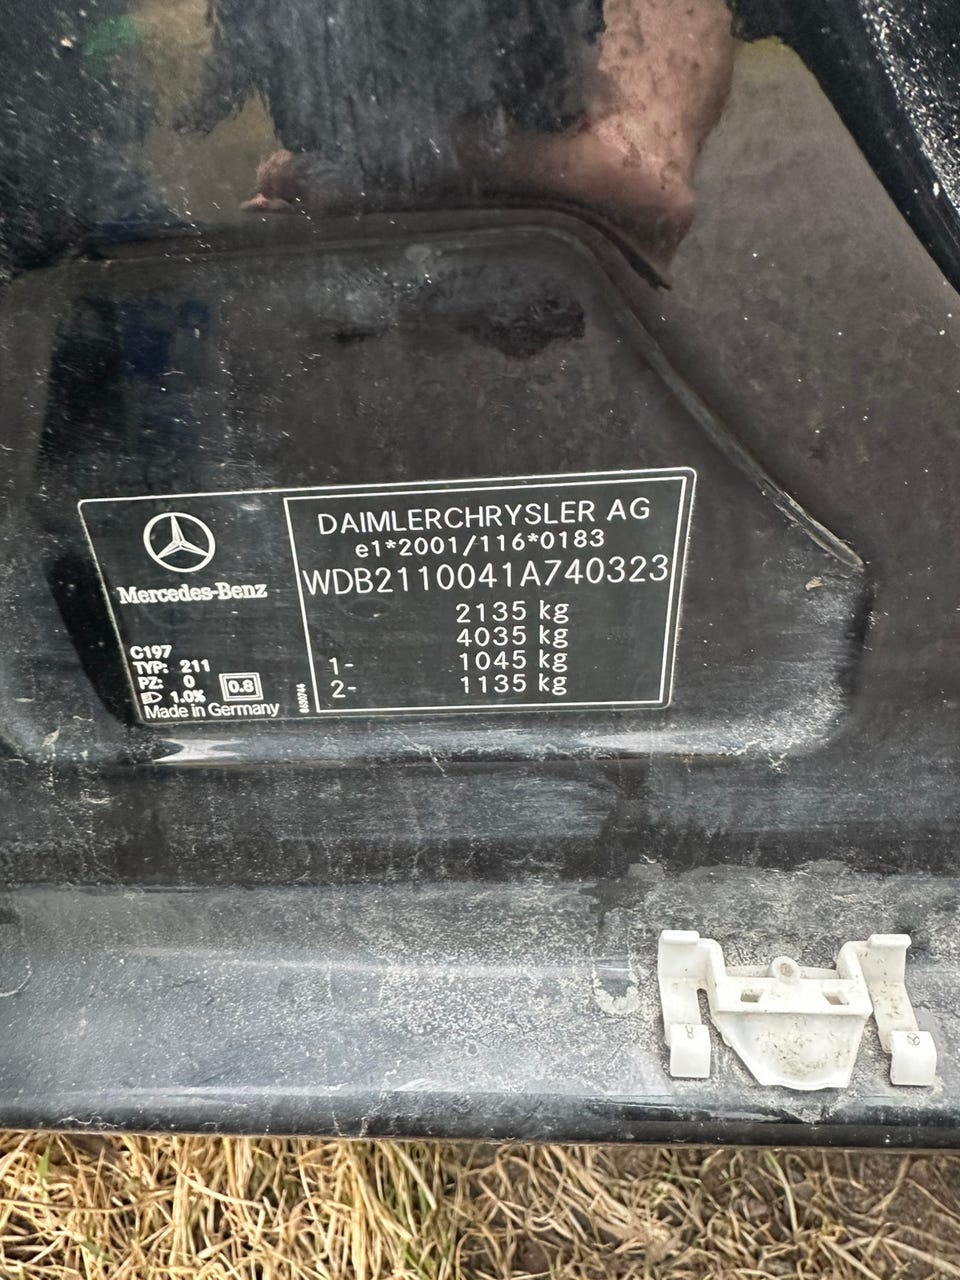 Mercedes-Benz
C197
TYP: 211
PZ: 0
1.0%
0.8
Made in Germany
DAIMLERCHRYSLER AG
e1*2001/116*0183
WDB2110041A740323
2135 kg
4035 kg
1- 1045 kg
2- 1135 kg